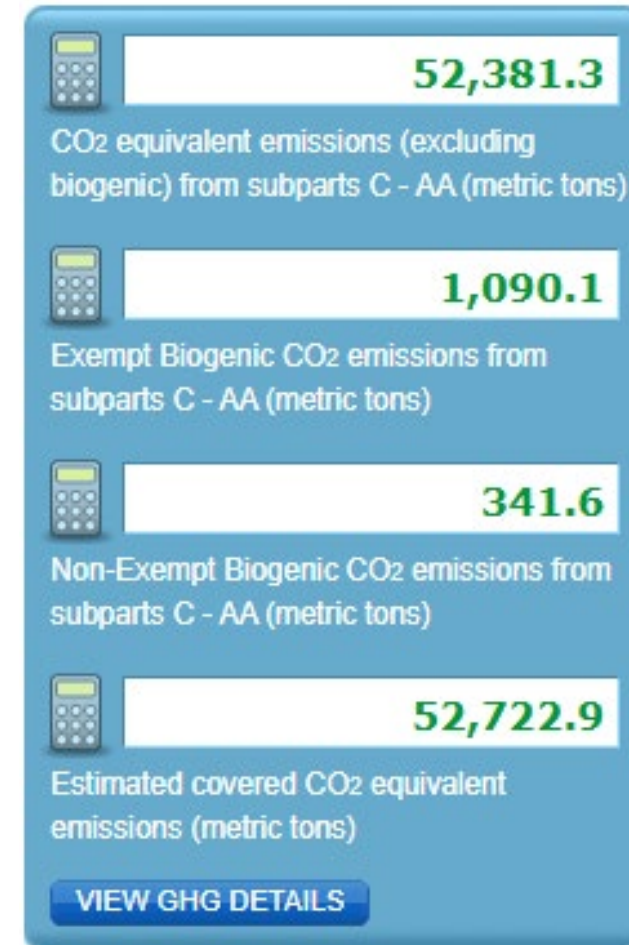 52,381.3
CO2 equivalent emissions (excluding
biogenic) from subparts C - AA (metric tons)
1,090.1
Exempt Biogenic CO2 emissions from
subparts C - AA (metric tons)
341.6
Non-Exempt Biogenic CO2 emissions from
subparts C - AA (metric tons)
52,722.9
Estimated covered CO2 equivalent
emissions (metric tons)
VIEW GHG DETAILS